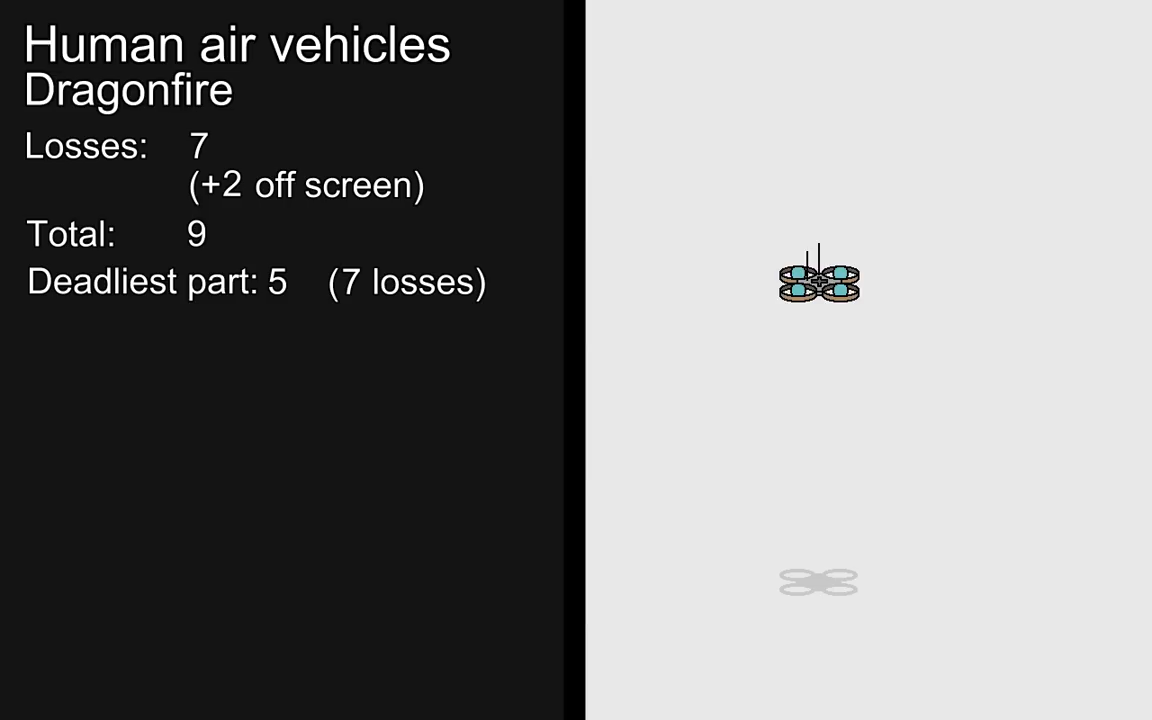 Human air vehicles
Dragonfire
Losses: 7
(+2 off screen)
Total: 9
Deadliest part: 5 (7 losses)